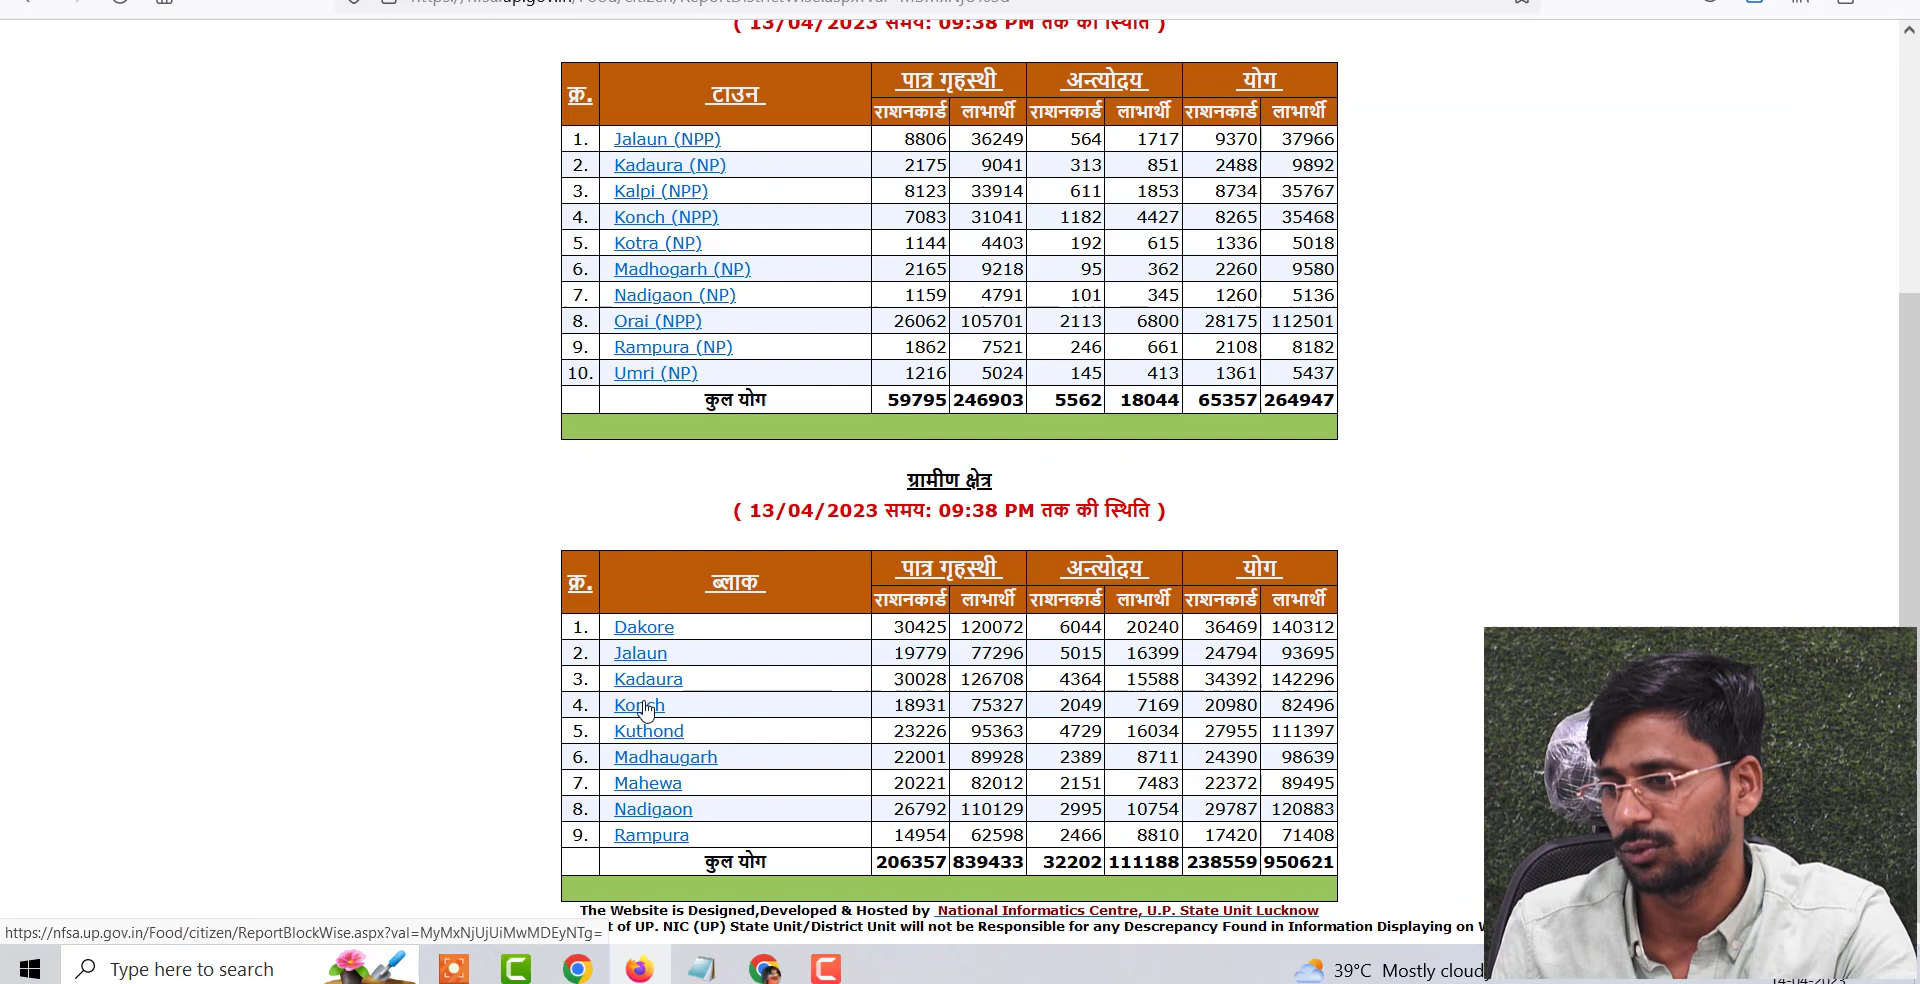 ( 13/04/2023 समय: 09:38 PM तक की स्थिति )
क्र. टाउन पात्र गृहस्थी अन्त्योदय योग
राशनकार्ड लाभार्थी राशनकार्ड लाभार्थी राशनकार्ड लाभार्थी
1. Jalaun (NPP) 8806 36249 564 1717 9370 37966
2. Kadaura (NP) 2175 9041 313 851 2488 9892
3. Kalpi (NPP) 8123 33914 611 1853 8734 35767
4. Konch (NPP) 7083 31041 1182 4427 8265 35468
5. Kotra (NP) 1144 4403 192 615 1336 5018
6. Madhogarh (NP) 2165 9218 95 362 2260 9580
7. Nadigaon (NP) 1159 4791 101 345 1260 5136
8. Orai (NPP) 26062 105701 2113 6800 28175 112501
9. Rampura (NP) 1862 7521 246 661 2108 8182
10. Umri (NP) 1216 5024 145 413 1361 5437
कुल योग 59795 246903 5562 18044 65357 264947
ग्रामीण क्षेत्र
( 13/04/2023 समय: 09:38 PM तक की स्थिति )
क्र. ब्लाक पात्र गृहस्थी अन्त्योदय योग
राशनकार्ड लाभार्थी राशनकार्ड लाभार्थी राशनकार्ड लाभार्थी
1. Dakore 30425 120072 6044 20240 36469 140312
2. Jalaun 19779 77296 5015 16399 24794 93695
3. Kadaura 30028 126708 4364 15588 34392 142296
4. Konch 18931 75327 2049 7169 20980 82496
5. Kuthond 23226 95363 4729 16034 27955 111397
6. Madhaugarh 22001 89928 2389 8711 24390 98639
7. Mahewa 20221 82012 2151 7483 22372 89495
8. Nadigaon 26792 110129 2995 10754 29787 120883
9. Rampura 14954 62598 2466 8810 17420 71408
कुल योग 206357 839433 32202 111188 238559 950621
The Website is Designed,Developed & Hosted by National Informatics Centre, U.P. State Unit Lucknow
t of UP. NIC (UP) State Unit/District Unit will not be Responsible for any Descrepancy Found in Information Displaying on
https://nfsa.up.gov.in/Food/citizen/ReportBlockWise.aspx?val=MyMxNjUjUiMwMDEyNTg=
Type here to search
39°C Mostly cloudy